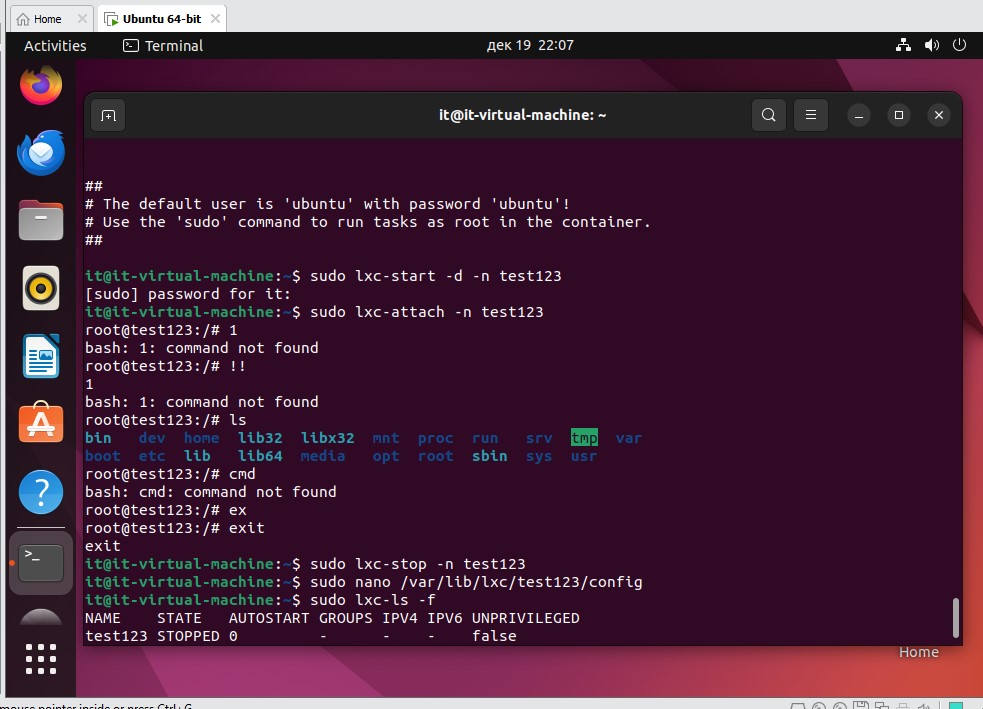 Home
Ubuntu 64-bit
Activities
Terminal
дек 19 22:07
it@it-virtual-machine: ~
##
# The default user is 'ubuntu' with password 'ubuntu'!
# Use the 'sudo' command to run tasks as root in the container.
##
it@it-virtual-machine:~$ sudo lxc-start -d -n test123
[sudo] password for it:
it@it-virtual-machine:~$ sudo lxc-attach -n test123
root@test123:/# 1
bash: 1: command not found
root@test123:/# !!
1
bash: 1: command not found
root@test123:/# ls
bin dev home lib32 libx32 mnt proc run srv tmp var
boot etc lib lib64 media opt root sbin sys usr
root@test123:/# cmd
bash: cmd: command not found
root@test123:/# ex
root@test123:/# exit
exit
it@it-virtual-machine:~$ sudo lxc-stop -n test123
it@it-virtual-machine:~$ sudo nano /var/lib/lxc/test123/config
it@it-virtual-machine:~$ sudo lxc-ls -f
NAME STATE AUTOSTART GROUPS IPV4 IPV6 UNPRIVILEGED
test123 STOPPED 0 - - - false
Home
mouse pointer inside or press Ctrl+G